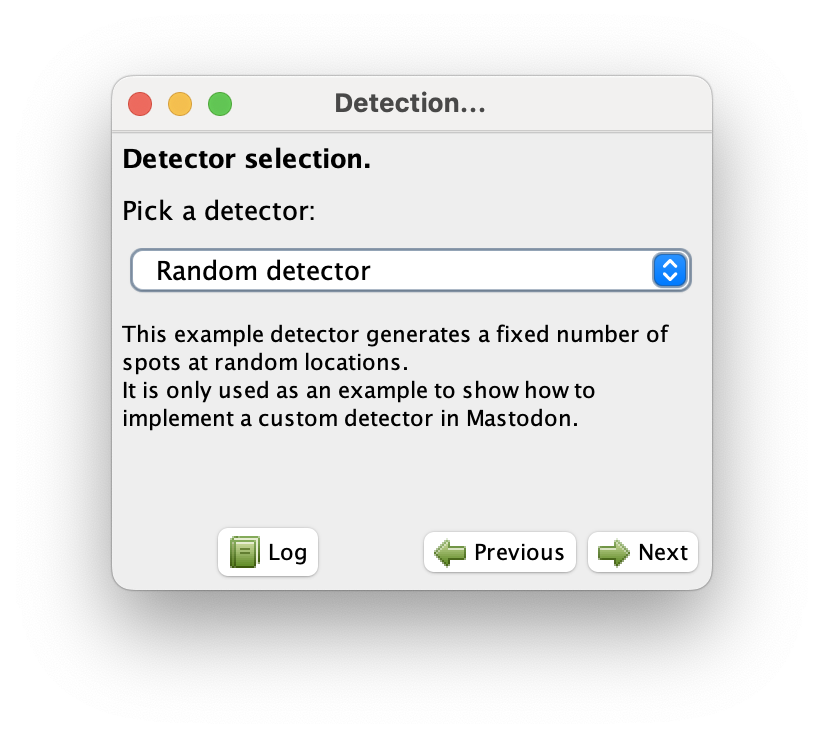 Detection...
Detector selection.
Pick a detector:
Random detector
This example detector generates a fixed number of
spots at random locations.
It is only used as an example to show how to
implement a custom detector in Mastodon.
Log
Previous
Next